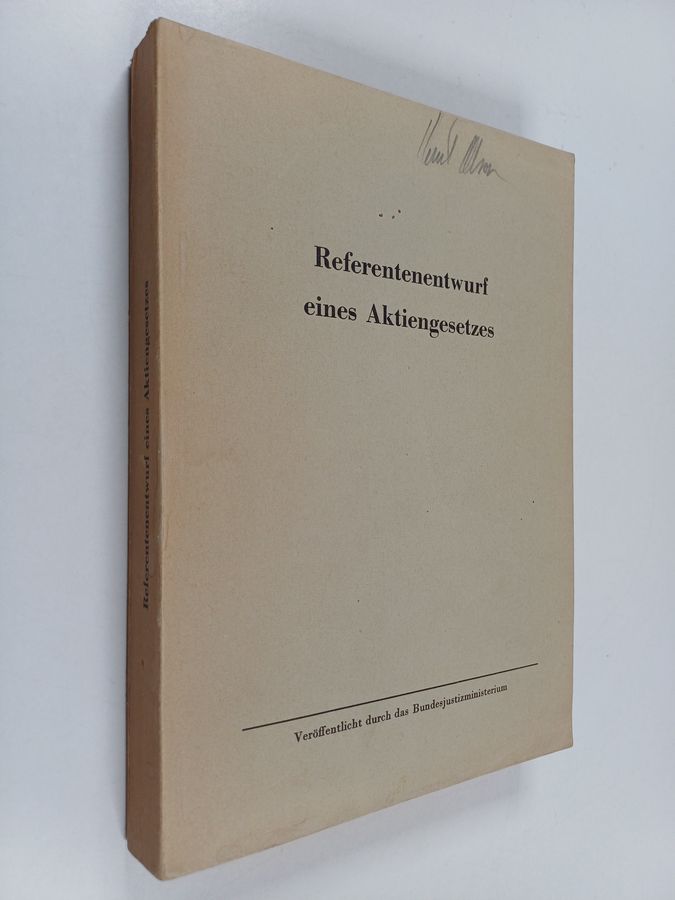 Referentenentwurf
eines Aktiengesetzes
Veröffentlicht durch das Bundesjustizministerium
Referentenentwurf eines Aktiengesetzes